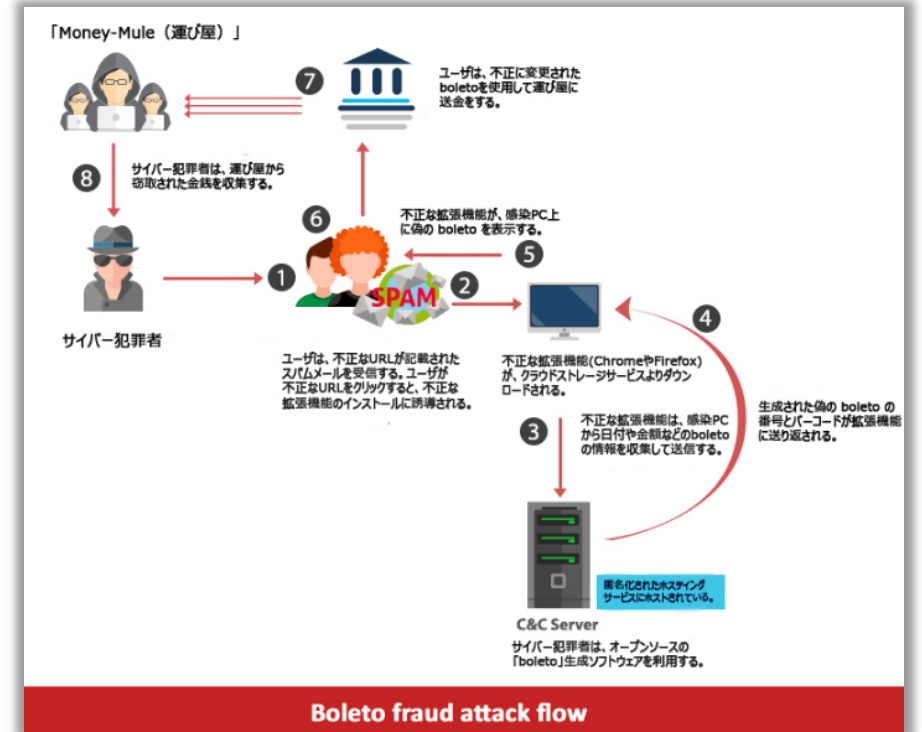 「Money-Mule（運び屋）」
7
ユーザは、不正に変更された
boletoを使用して運び屋に
送金をする。
8
サイバー犯罪者は、運び屋から
窃取された金銭を収集する。
6
不正な拡張機能が、感染PC上
に偽の boleto を表示する。
5
1
SPAM
2
サイバー犯罪者
4
ユーザは、不正なURLが記載された
スパムメールを受信する。ユーザが
不正なURLをクリックすると、不正な
拡張機能のインストールに誘導される。
不正な拡張機能(ChromeやFirefox)
が、クラウドストレージサービスよりダウン
ロードされる。
生成された偽の boleto の
番号とバーコードが拡張機能
に送り返される。
3
不正な拡張機能は、感染PC
から日付や金額などのboleto
の情報を収集して送信する。
匿名化されたホスティング
サービスにホストされている。
C&C Server
サイバー犯罪者は、オープンソースの
「boleto」生成ソフトウェアを利用する。
Boleto fraud attack flow